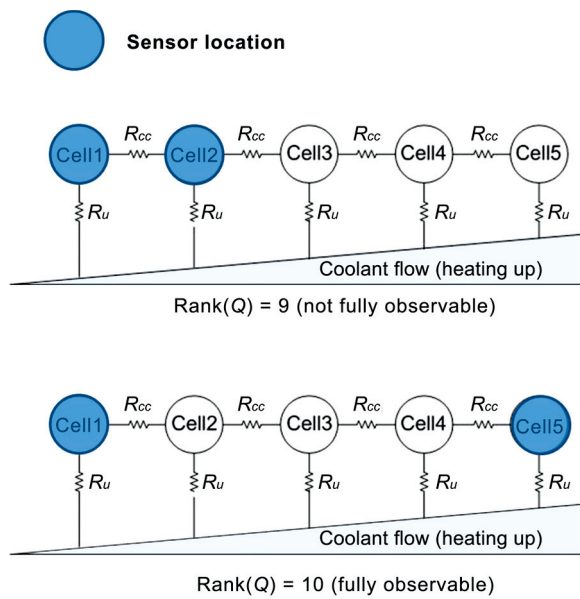 Sensor location
Rcc Rcc Rcc Rcc
Cell1 Cell2 Cell3 Cell4 Cell5
Ru Ru Ru Ru Ru
Coolant flow (heating up)
Rank(Q) = 9 (not fully observable)
Rcc Rcc Rcc Rcc
Cell1 Cell2 Cell3 Cell4 Cell5
Ru Ru Ru Ru Ru
Coolant flow (heating up)
Rank(Q) = 10 (fully observable)